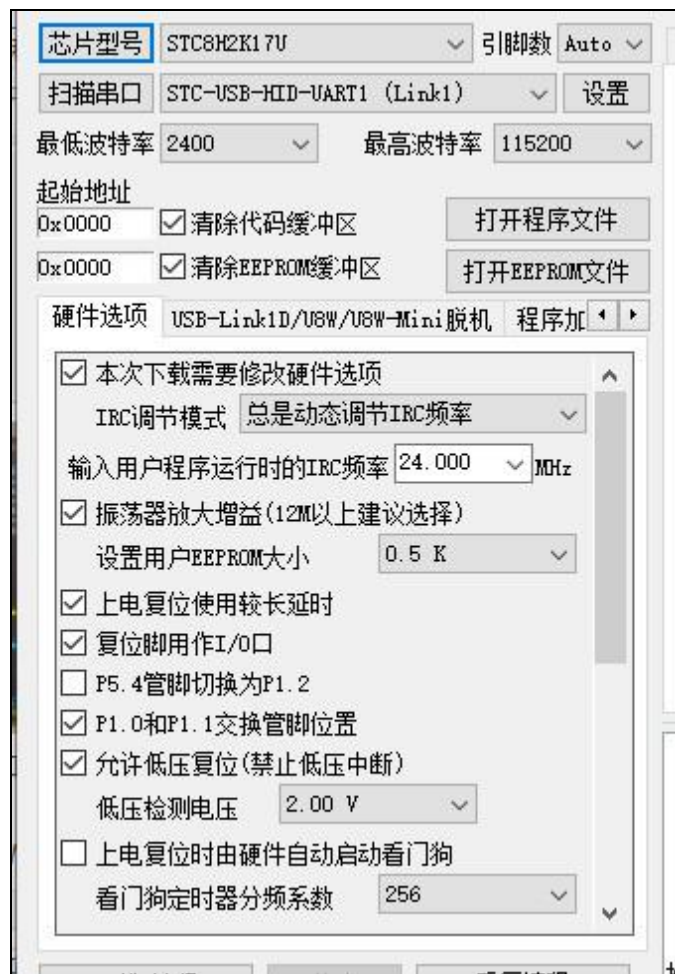 芯片型号 STC8H2K17U 引脚数 Auto
扫描串口 STC-USB-HID-UART1 (Link1) 设置
最低波特率 2400 最高波特率 115200
起始地址
0x0000 清除代码缓冲区 打开程序文件
0x0000 清除EEPROM缓冲区 打开EEPROM文件
硬件选项 USB-Link1D/U8W/U8W-Mini脱机 程序加
本次下载需要修改硬件选项
IRC调节模式 总是动态调节IRC频率
输入用户程序运行时的IRC频率 24.000 MHz
振荡器放大增益(12M以上建议选择)
设置用户EEPROM大小 0.5 K
上电复位使用较长延时
复位脚用作I/O口
P5.4管脚切换为P1.2
P1.0和P1.1交换管脚位置
允许低压复位(禁止低压中断)
低压检测电压 2.00 V
上电复位时由硬件自动启动看门狗
看门狗定时器分频系数 256